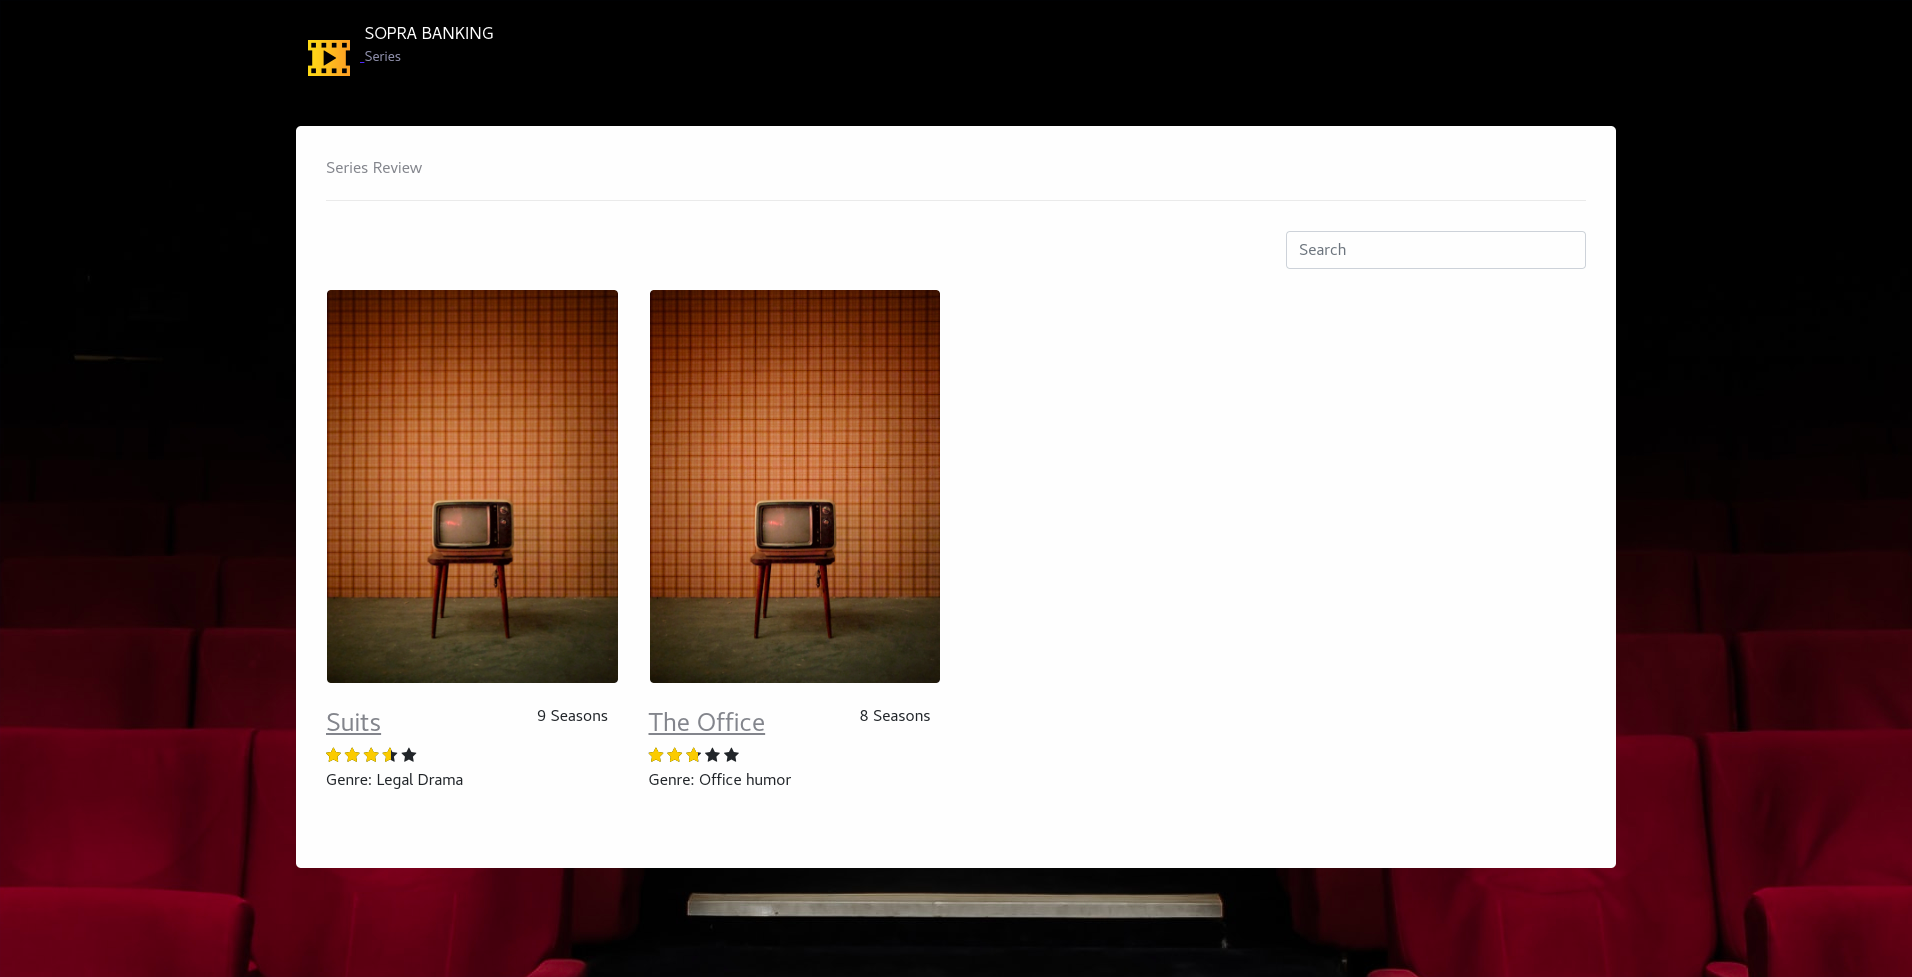 SOPRA BANKING
Series
Series Review
Search
Suits
9 Seasons
Genre: Legal Drama
The Office
8 Seasons
Genre: Office humor